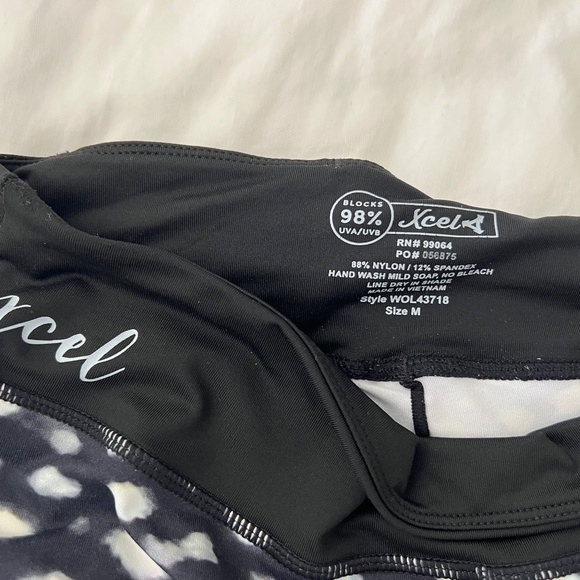 BLOCKS
98%
UVA/UVB
Xcel
RN# 99064
PO# 056875
88% NYLON / 12% SPANDEX
HAND WASH MILD SOAP, NO BLEACH
LINE DRY IN SHADE
MADE IN VIETNAM
Style WOL43718
Size M
xcel